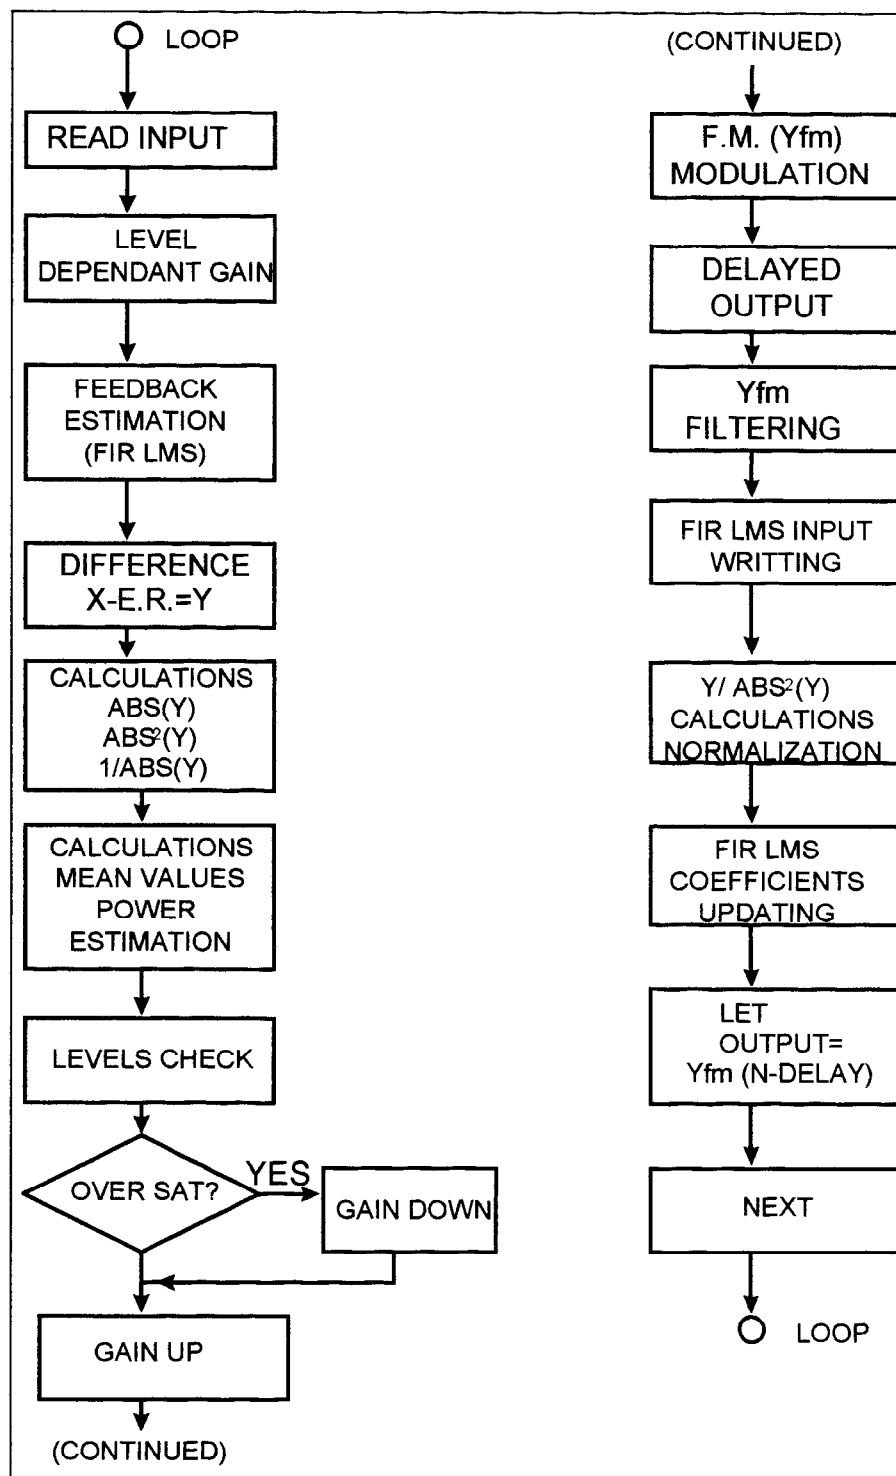 LOOP
READ INPUT
LEVEL
DEPENDANT GAIN
FEEDBACK
ESTIMATION
(FIR LMS)
DIFFERENCE
X-E.R.=Y
CALCULATIONS
ABS(Y)
ABS²(Y)
1/ABS(Y)
CALCULATIONS
MEAN VALUES
POWER
ESTIMATION
LEVELS CHECK
OVER SAT?
YES
GAIN DOWN
GAIN UP
(CONTINUED)
(CONTINUED)
F.M. (Yfm)
MODULATION
DELAYED
OUTPUT
Yfm
FILTERING
FIR LMS INPUT
WRITTING
Y/ ABS²(Y)
CALCULATIONS
NORMALIZATION
FIR LMS
COEFFICIENTS
UPDATING
LET
OUTPUT=
Yfm (N-DELAY)
NEXT
LOOP